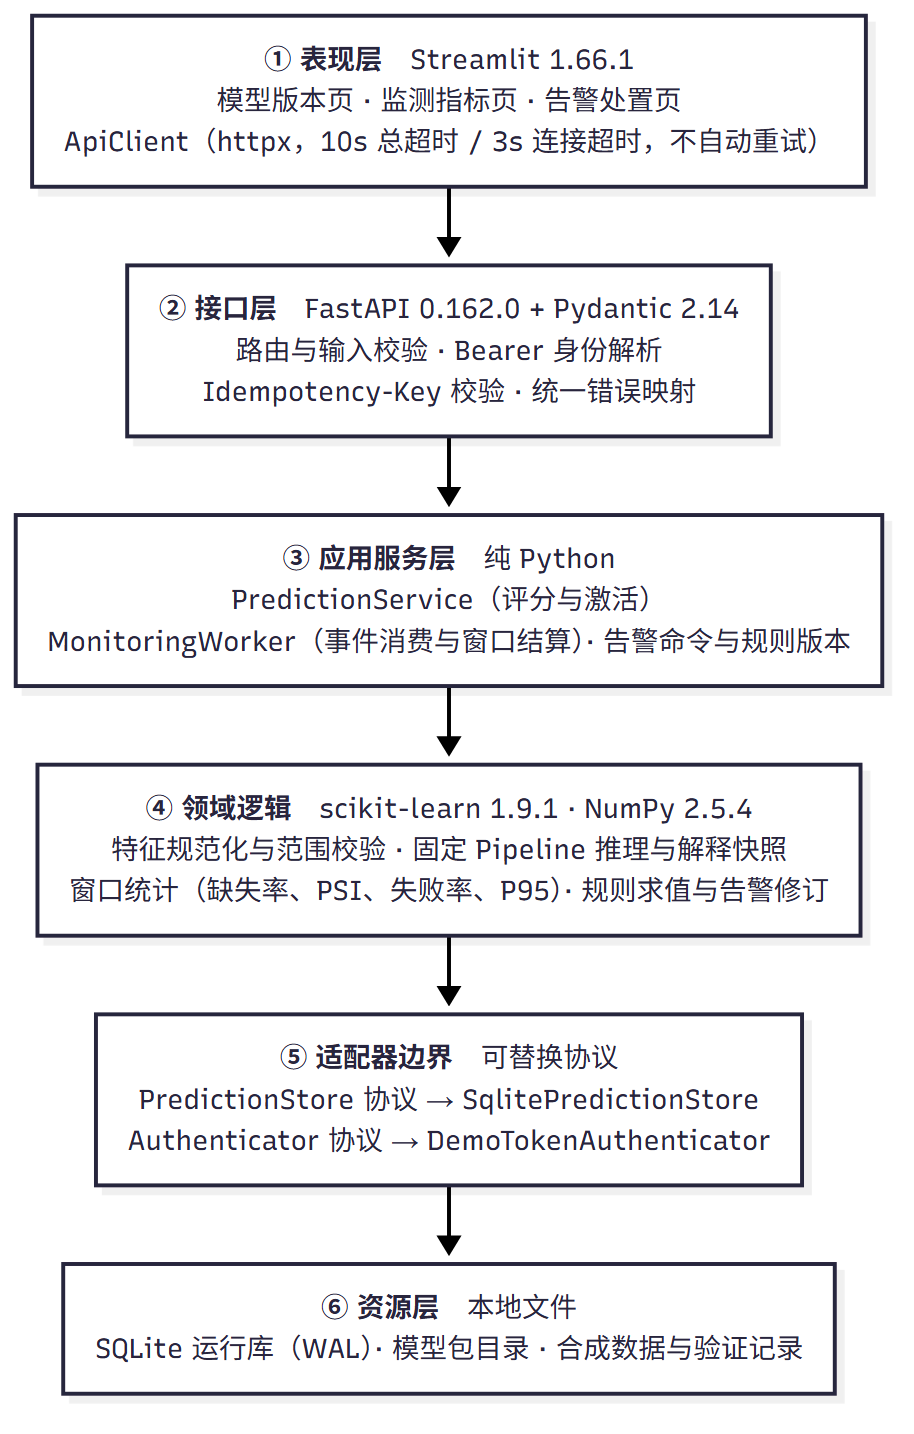 ① 表现层 Streamlit 1.66.1
模型版本页 · 监测指标页 · 告警处置页
ApiClient（httpx，10s 总超时 / 3s 连接超时，不自动重试）
② 接口层 FastAPI 0.162.0 + Pydantic 2.14
路由与输入校验 · Bearer 身份解析
Idempotency-Key 校验 · 统一错误映射
③ 应用服务层 纯 Python
PredictionService（评分与激活）
MonitoringWorker（事件消费与窗口结算）· 告警命令与规则版本
④ 领域逻辑 scikit-learn 1.9.1 · NumPy 2.5.4
特征规范化与范围校验 · 固定 Pipeline 推理与解释快照
窗口统计（缺失率、PSI、失败率、P95）· 规则求值与告警修订
⑤ 适配器边界 可替换协议
PredictionStore 协议 → SqlitePredictionStore
Authenticator 协议 → DemoTokenAuthenticator
⑥ 资源层 本地文件
SQLite 运行库（WAL）· 模型包目录 · 合成数据与验证记录